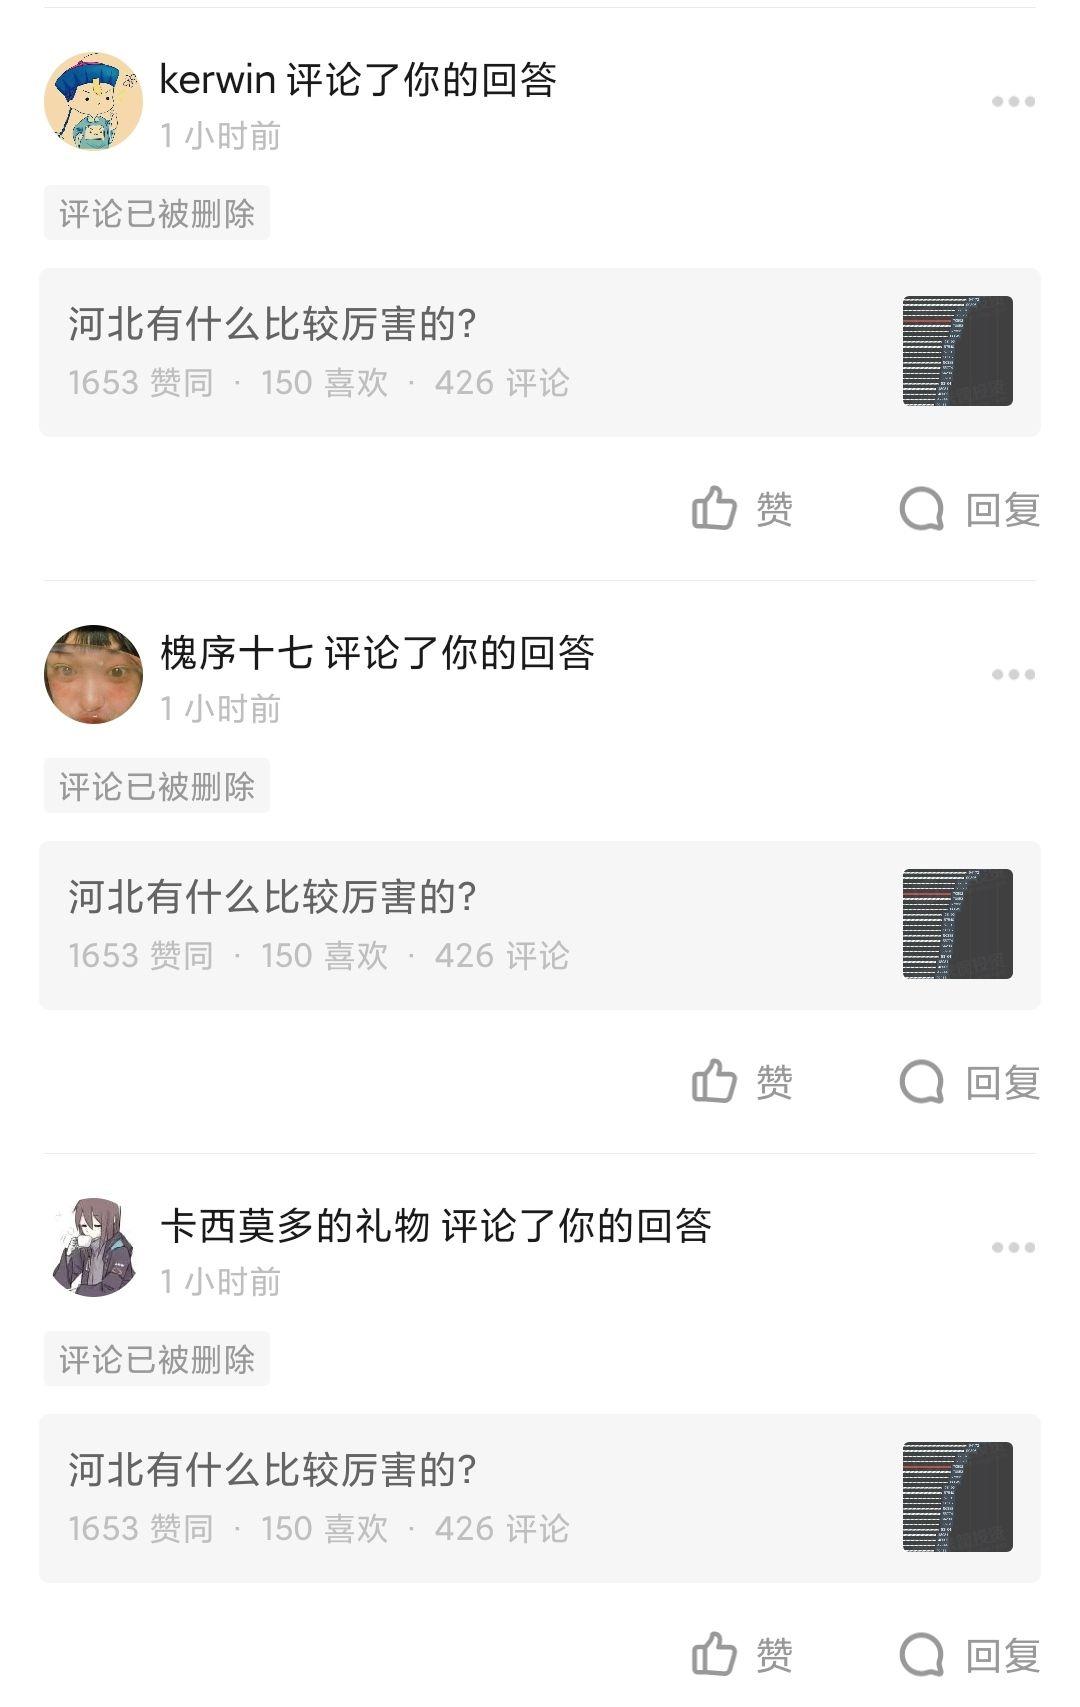 kerwin 评论了你的回答
1 小时前
评论已被删除
河北有什么比较厉害的?
1653 赞同 · 150 喜欢 · 426 评论
赞 回复
槐序十七 评论了你的回答
1 小时前
评论已被删除
河北有什么比较厉害的?
1653 赞同 · 150 喜欢 · 426 评论
赞 回复
卡西莫多的礼物 评论了你的回答
1 小时前
评论已被删除
河北有什么比较厉害的?
1653 赞同 · 150 喜欢 · 426 评论
赞 回复